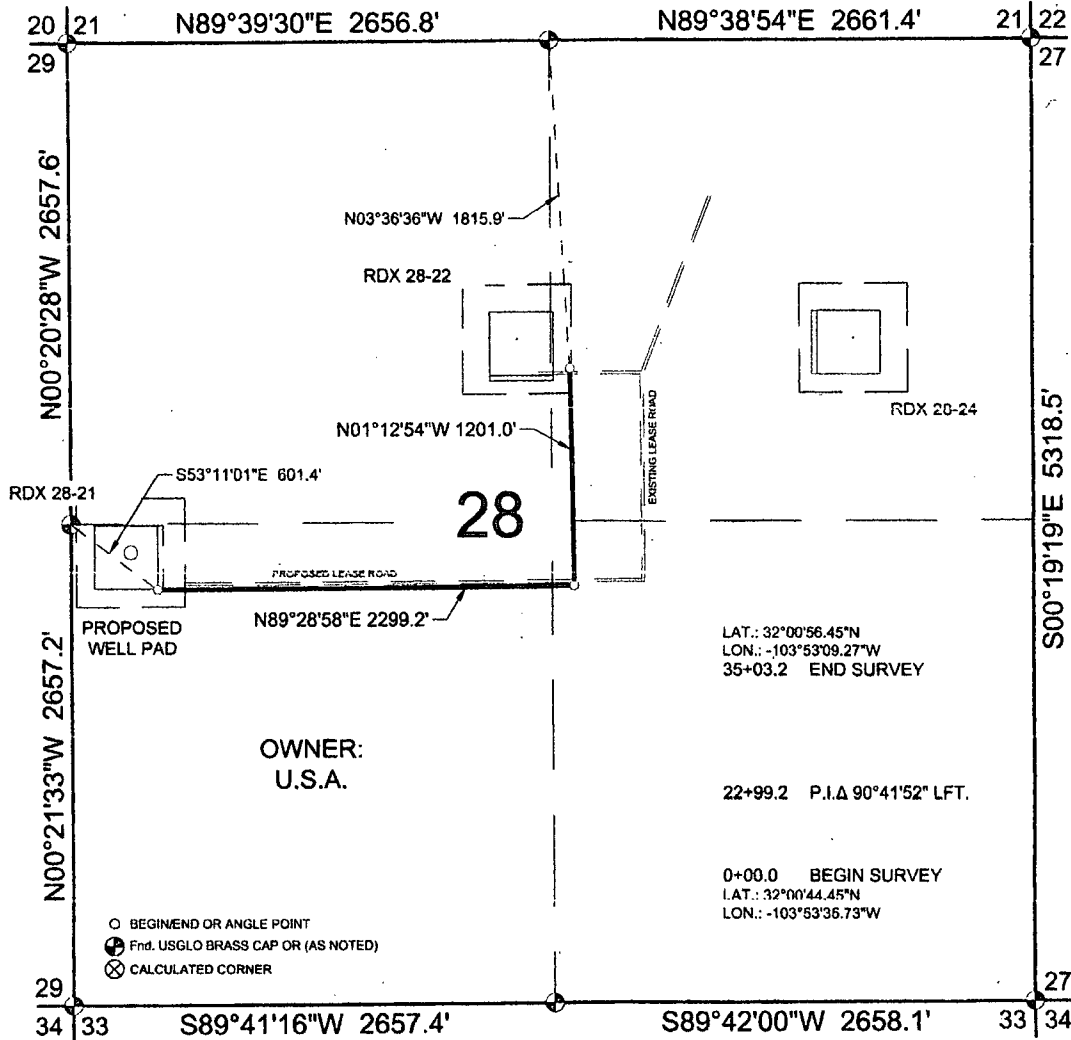 20 21
N89°39'30"E 2656.8'
N89°38'54"E 2661.4'
21 22
29
27
N00°20'28"W 2657.6'
N03°36'36"W 1815.9'
RDX 28-22
RDX 28-24
N01°12'54"W 1201.0'
EXISTING LEASE ROAD
S00°19'19"E 5318.5'
S53°11'01"E 601.4'
RDX 28-21
28
PROPOSED LEASE ROAD
N89°28'58"E 2299.2'
PROPOSED
WELL PAD
LAT.: 32°00'56.45"N
LON.: -103°53'09.27"W
35+03.2 END SURVEY
N00°21'33"W 2657.2'
OWNER:
U.S.A.
22+99.2 P.I.Δ 90°41'52" LFT.
0+00.0 BEGIN SURVEY
LAT.: 32°00'44.45"N
LON.: -103°53'35.73"W
BEGIN/END OR ANGLE POINT
Fnd. USGLO BRASS CAP OR (AS NOTED)
CALCULATED CORNER
29
27
34 33
S89°41'16"W 2657.4'
S89°42'00"W 2658.1'
33 34